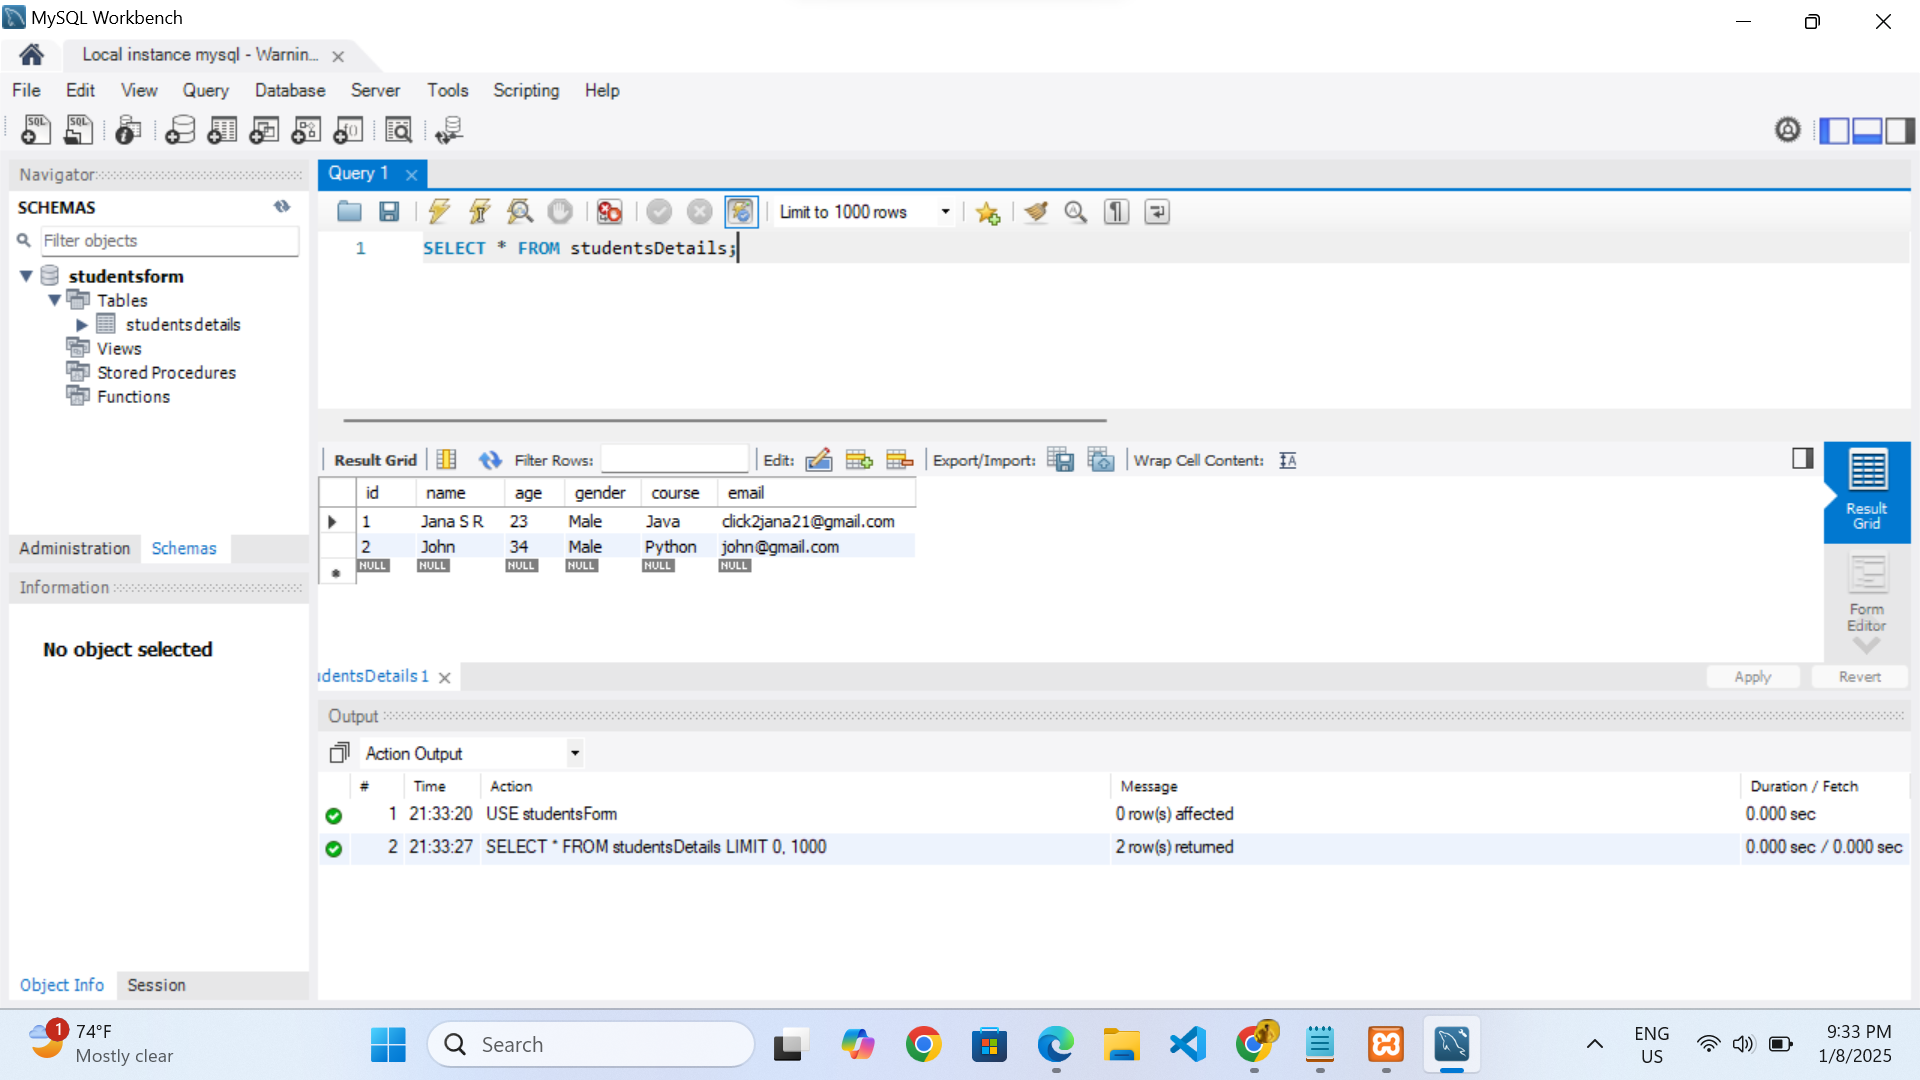 MySQL Workbench
Local instance mysql - Warnin...
File Edit View Query Database Server Tools Scripting Help
Navigator
SCHEMAS
Filter objects
studentsform
Tables
studentsdetails
Views
Stored Procedures
Functions
Administration Schemas
Information
No object selected
Object Info Session
Query 1
Limit to 1000 rows
1 SELECT * FROM studentsDetails;
Result Grid Filter Rows: Edit: Export/Import: Wrap Cell Content:
id name age gender course email
1 Jana S R 23 Male Java click2jana21@gmail.com
2 John 34 Male Python john@gmail.com
NULL NULL NULL NULL NULL NULL
Result
Grid
Form
Editor
udentsDetails 1
Apply Revert
Output
Action Output
# Time Action Message Duration / Fetch
1 21:33:20 USE studentsForm 0 row(s) affected 0.000 sec
2 21:33:27 SELECT * FROM studentsDetails LIMIT 0, 1000 2 row(s) returned 0.000 sec / 0.000 sec
1
74°F
Mostly clear
Search
ENG
US
9:33 PM
1/8/2025